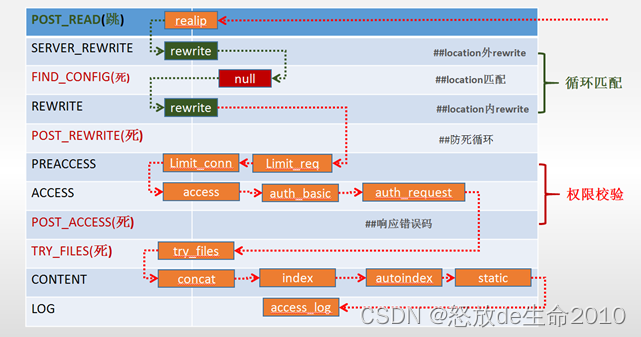 POST_READ(跳) realip
SERVER_REWRITE rewrite ##location外rewrite
FIND_CONFIG(死) null ##location匹配
循环匹配
REWRITE rewrite ##location内rewrite
POST_REWRITE(死) ##防死循环
PREACCESS Limit_conn Limit_req
ACCESS access auth_basic auth_request
权限校验
POST_ACCESS(死) ##响应错误码
TRY_FILES(死) try_files
CONTENT concat index autoindex static
LOG access_log
CSDN @怒放de生命2010